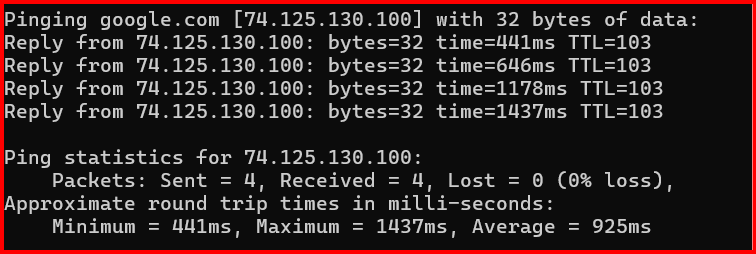 Pinging google.com [74.125.130.100] with 32 bytes of data:
Reply from 74.125.130.100: bytes=32 time=441ms TTL=103
Reply from 74.125.130.100: bytes=32 time=646ms TTL=103
Reply from 74.125.130.100: bytes=32 time=1178ms TTL=103
Reply from 74.125.130.100: bytes=32 time=1437ms TTL=103

Ping statistics for 74.125.130.100:
    Packets: Sent = 4, Received = 4, Lost = 0 (0% loss),
Approximate round trip times in milli-seconds:
    Minimum = 441ms, Maximum = 1437ms, Average = 925ms